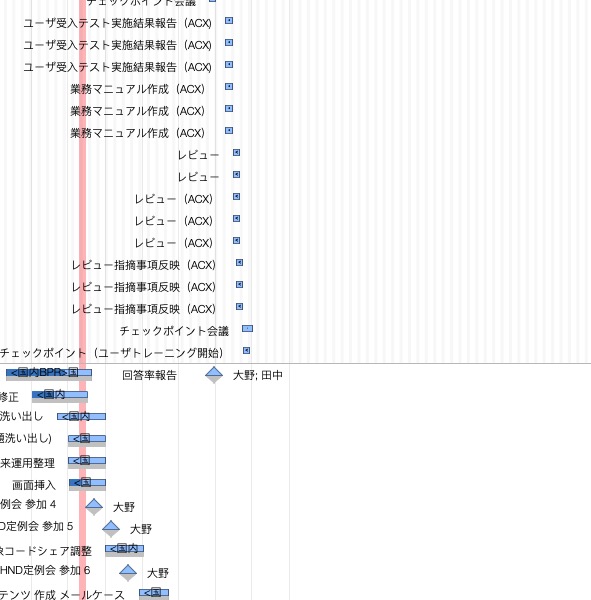 チェックポイント会議
ユーザ受入テスト実施結果報告（ACX)
ユーザ受入テスト実施結果報告（ACX)
ユーザ受入テスト実施結果報告（ACX)
業務マニュアル作成（ACX)
業務マニュアル作成（ACX)
業務マニュアル作成（ACX)
レビュー
レビュー
レビュー（ACX)
レビュー（ACX)
レビュー（ACX)
レビュー指摘事項反映（ACX)
レビュー指摘事項反映（ACX)
レビュー指摘事項反映（ACX)
チェックポイント会議
チェックポイント（ユーザトレーニング開始）
<国内BPR>国 回答率報告 大野; 田中
修正 <国内
洗い出し <国内
洗い出し) <国
来運用整理 <国
画面挿入 <国
例会 参加 4 大野
D定例会 参加 5 大野
コードシェア調整 <国内
HND定例会 参加 6 大野
テンツ 作成 メールケース <国